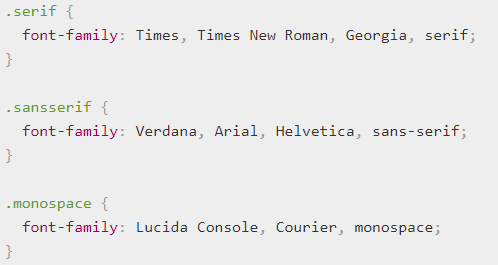 .serif {
  font-family: Times, Times New Roman, Georgia, serif;
}

.sansserif {
  font-family: Verdana, Arial, Helvetica, sans-serif;
}

.monospace {
  font-family: Lucida Console, Courier, monospace;
}